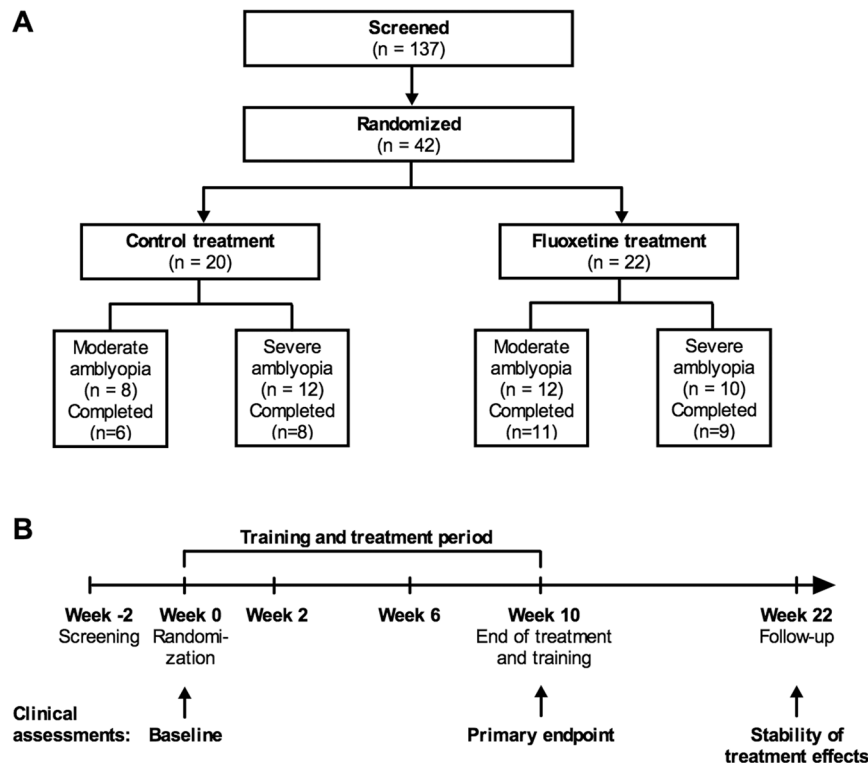 A
Screened
(n = 137)
Randomized
(n = 42)
Control treatment
(n = 20)
Fluoxetine treatment
(n = 22)
Moderate
amblyopia
(n = 8)
Completed
(n=6)
Severe
amblyopia
(n = 12)
Completed
(n=8)
Moderate
amblyopia
(n = 12)
Completed
(n=11)
Severe
amblyopia
(n = 10)
Completed
(n=9)
B
Training and treatment period
Week -2
Screening
Week 0
Randomi-
zation
Week 2
Week 6
Week 10
End of treatment
and training
Week 22
Follow-up
Clinical
assessments:
Baseline
Primary endpoint
Stability of
treatment effects